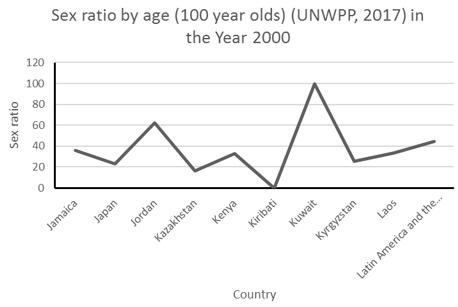 Sex ratio by age (100 year olds) (UNWPP, 2017) in
the Year 2000
120
100
80
60
40
20
0
Sex ratio
Jamaica
Japan
Jordan
Kazakhstan
Kenya
Kiribati
Kuwait
Kyrgyzstan
Laos
Latin America and the...
Country